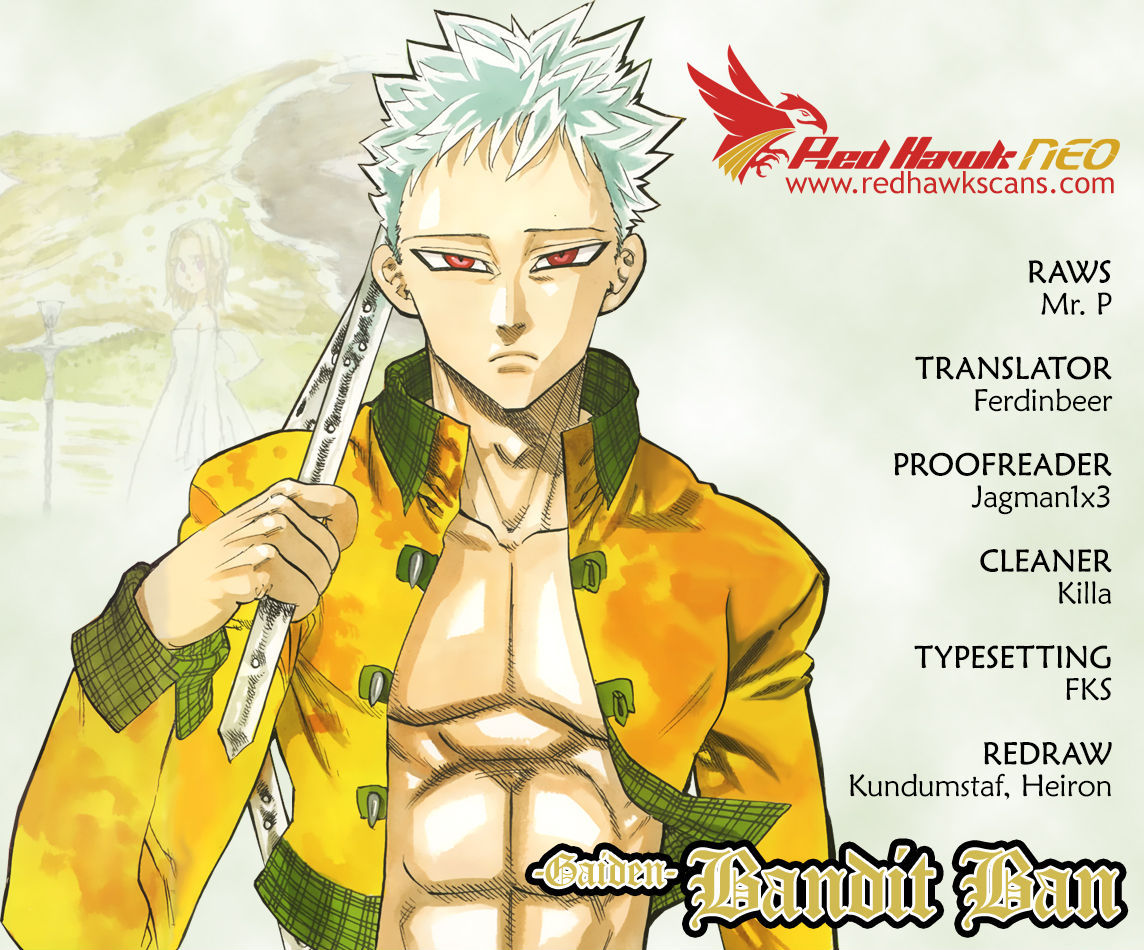 Red Hawk NEO
www.redhawkscans.com
RAWS
Mr. P
TRANSLATOR
Ferdinbeer
PROOFREADER
Jagman1x3
CLEANER
Killa
TYPESETTING
FKS
REDRAW
Kundumstaf, Heiron
-Gaiden- Bandit Ban